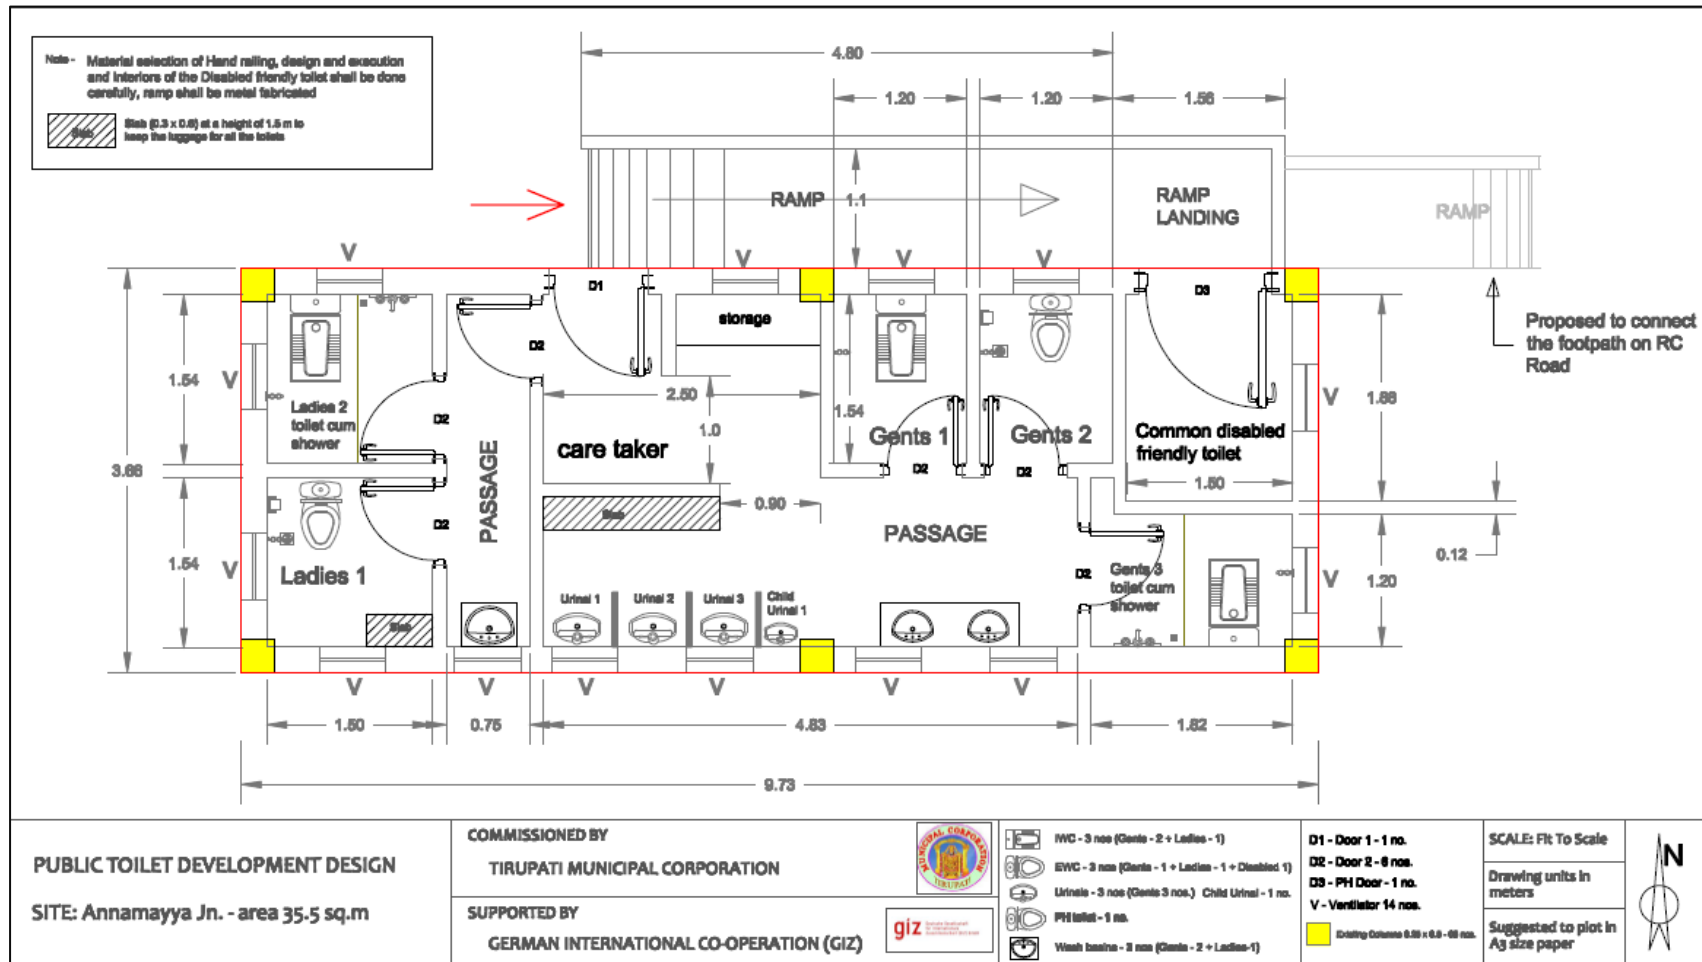 Note - Material selection of Hand railing, design and execution
and interiors of the Disabled friendly toilet shall be done
carefully, ramp shall be metal fabricated
Slab
Slab (0.3 x 0.6) at a height of 1.5 m to
keep the luggage for all the toilets
4.80
1.20
1.20
1.56
RAMP
1.1
RAMP
LANDING
RAMP
V
V
V
V
D1
D3
storage
D2
Proposed to connect
the footpath on RC
Road
1.54
V
Ladies 2
toilet cum
shower
D2
2.50
1.0
care taker
1.54
Gents 1
Gents 2
D2
D2
Common disabled
friendly toilet
1.50
V
1.88
3.66
PASSAGE
Slab
0.90
PASSAGE
0.12
1.54
V
Ladies 1
D2
Slab
Urinal 1
Urinal 2
Urinal 3
Child
Urinal 1
D2
Gents 3
toilet cum
shower
V
1.20
V
V
V
V
V
V
1.50
0.75
4.83
1.82
9.73
PUBLIC TOILET DEVELOPMENT DESIGN
SITE: Annamayya Jn. - area 35.5 sq.m
COMMISSIONED BY
TIRUPATI MUNICIPAL CORPORATION
MUNICIPAL CORPORATION
TIRUPATI
SUPPORTED BY
GERMAN INTERNATIONAL CO-OPERATION (GIZ)
giz
IWC - 3 nos (Gents - 2 + Ladies - 1)
EWC - 3 nos (Gents - 1 + Ladies - 1 + Disabled 1)
Urinals - 3 nos (Gents 3 nos.) Child Urinal - 1 no.
PH toilet - 1 no.
Wash basins - 3 nos (Gents - 2 + Ladies-1)
D1 - Door 1 - 1 no.
D2 - Door 2 - 6 nos.
D3 - PH Door - 1 no.
V - Ventilator 14 nos.
Existing Columns
SCALE: Fit To Scale
Drawing units in
meters
Suggested to plot in
A3 size paper
N